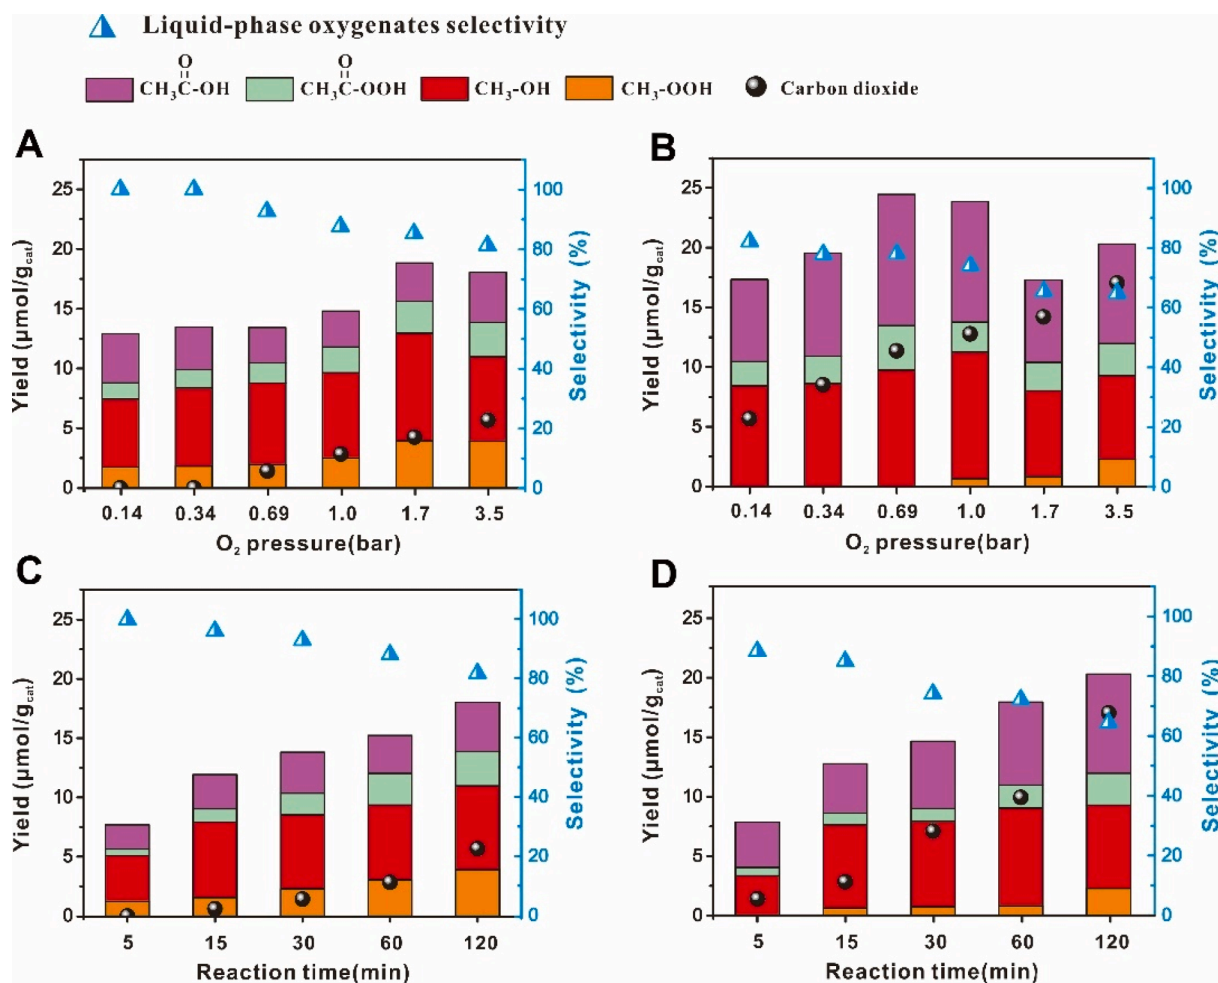 Liquid-phase oxygenates selectivity
O O
CH₃C-OH CH₃C-OOH CH₃-OH CH₃-OOH Carbon dioxide
A
Yield (μmol/gcat)
25
20
15
10
5
0
100
80
60
40
20
0
Selectivity (%)
0.14 0.34 0.69 1.0 1.7 3.5
O₂ pressure(bar)
B
Yield (μmol/gcat)
25
20
15
10
5
0
100
80
60
40
20
0
Selectivity (%)
0.14 0.34 0.69 1.0 1.7 3.5
O₂ pressure(bar)
C
Yield (μmol/gcat)
25
20
15
10
5
0
100
80
60
40
20
0
Selectivity (%)
5 15 30 60 120
Reaction time(min)
D
Yield (μmol/gcat)
25
20
15
10
5
0
100
80
60
40
20
0
Selectivity (%)
5 15 30 60 120
Reaction time(min)